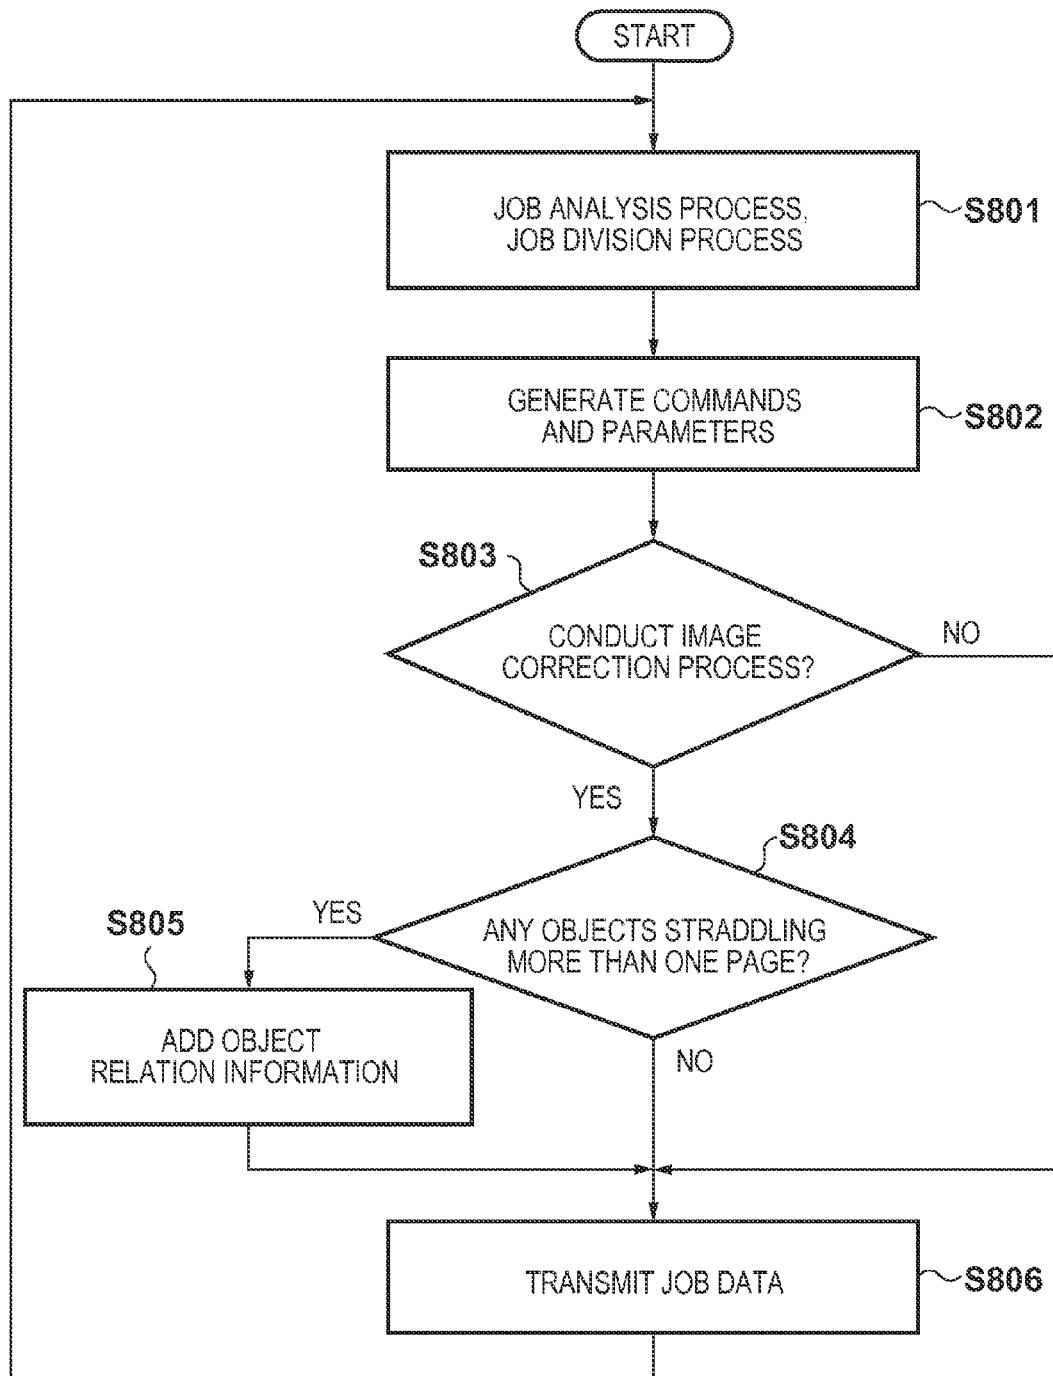 START
JOB ANALYSIS PROCESS,
JOB DIVISION PROCESS
S801
GENERATE COMMANDS
AND PARAMETERS
S802
S803
CONDUCT IMAGE
CORRECTION PROCESS?
NO
YES
S804
ANY OBJECTS STRADDLING
MORE THAN ONE PAGE?
YES
S805
ADD OBJECT
RELATION INFORMATION
NO
TRANSMIT JOB DATA
S806